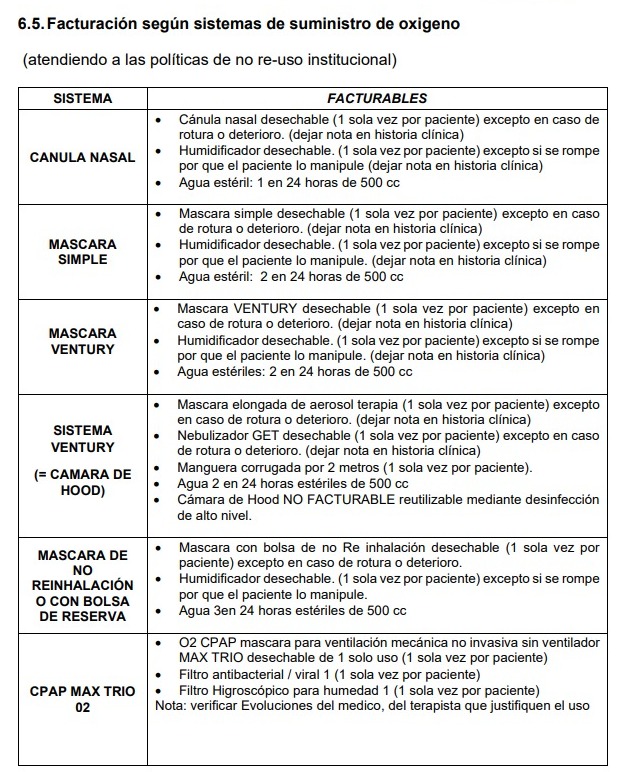 6.5. Facturación según sistemas de suministro de oxigeno
(atendiendo a las políticas de no re-uso institucional)
SISTEMA
FACTURABLES
CANULA NASAL
• Cánula nasal desechable (1 sola vez por paciente) excepto en caso de
rotura o deterioro. (dejar nota en historia clínica)
• Humidificador desechable. (1 sola vez por paciente) excepto si se rompe
por que el paciente lo manipule (dejar nota en historia clínica)
• Agua estéril: 1 en 24 horas de 500 cc
MASCARA
SIMPLE
• Mascara simple desechable (1 sola vez por paciente) excepto en caso
de rotura o deterioro. (dejar nota en historia clínica)
• Humidificador desechable. (1 sola vez por paciente) excepto si se rompe
por que el paciente lo manipule. (dejar nota en historia clínica)
• Agua estéril: 2 en 24 horas de 500 cc
MASCARA
VENTURY
• Mascara VENTURY desechable (1 sola vez por paciente) excepto en
caso de rotura o deterioro. (dejar nota en historia clínica)
• Humidificador desechable. (1 sola vez por paciente) excepto si se rompe
por que el paciente lo manipule. (dejar nota en historia clínica)
• Agua estériles: 2 en 24 horas de 500 cc
SISTEMA
VENTURY
(= CAMARA DE
HOOD)
• Mascara elongada de aerosol terapia (1 sola vez por paciente) excepto
en caso de rotura o deterioro. (dejar nota en historia clínica)
• Nebulizador GET desechable (1 sola vez por paciente) excepto en caso
de rotura o deterioro. (dejar nota en historia clínica)
• Manguera corrugada por 2 metros (1 sola vez por paciente).
• Agua 2 en 24 horas estériles de 500 cc
• Cámara de Hood NO FACTURABLE reutilizable mediante desinfección
de alto nivel.
MASCARA DE
NO
REINHALACIÓN
O CON BOLSA
DE RESERVA
• Mascara con bolsa de no Re inhalación desechable (1 sola vez por
paciente) excepto en caso de rotura o deterioro.
• Humidificador desechable. (1 sola vez por paciente) excepto si se rompe
por que el paciente lo manipule.
• Agua 3en 24 horas estériles de 500 cc
CPAP MAX TRIO
02
• O2 CPAP mascara para ventilación mecánica no invasiva sin ventilador
MAX TRIO desechable de 1 solo uso (1 sola vez por paciente)
• Filtro antibacterial / viral 1 (1 sola vez por paciente)
• Filtro Higroscópico para humedad 1 (1 sola vez por paciente)
Nota: verificar Evoluciones del medico, del terapista que justifiquen el uso